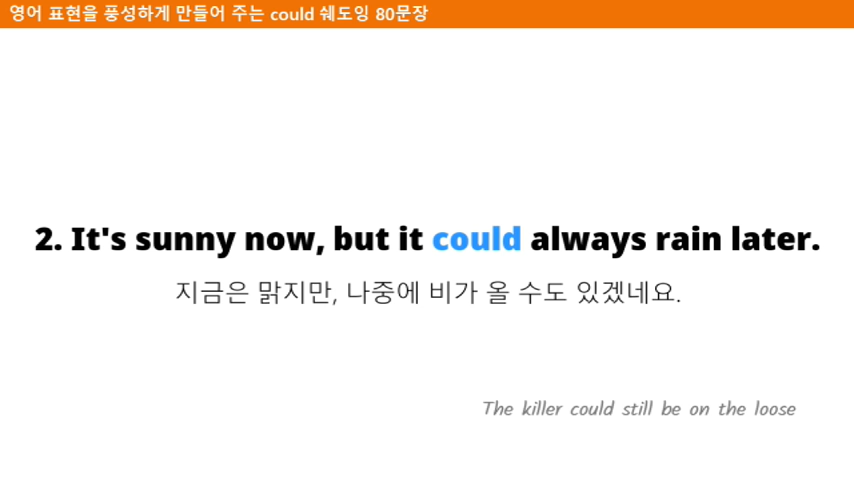 영어 표현을 풍성하게 만들어 주는 could 쉐도잉 80문장
2. It's sunny now, but it could always rain later.
지금은 맑지만, 나중에 비가 올 수도 있겠네요.
The killer could still be on the loose